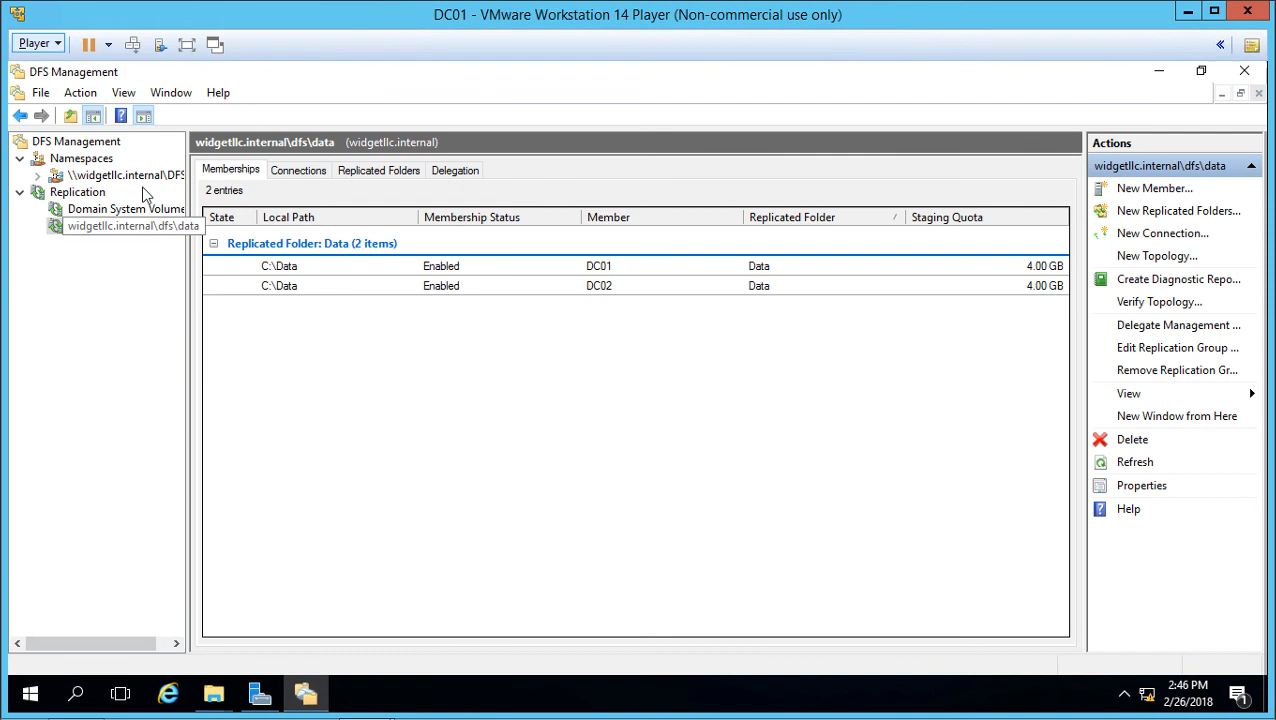 DC01 - VMware Workstation 14 Player (Non-commercial use only)
Player
DFS Management
File Action View Window Help
DFS Management
Namespaces
\\widgetllc.internal\DFS
Replication
Domain System Volume
widgetllc.internal\dfs\data
widgetllc.internal\dfs\data (widgetllc.internal)
Memberships Connections Replicated Folders Delegation
2 entries
State Local Path Membership Status Member Replicated Folder Staging Quota
Replicated Folder: Data (2 items)
C:\Data Enabled DC01 Data 4.00 GB
C:\Data Enabled DC02 Data 4.00 GB
Actions
widgetllc.internal\dfs\data
New Member...
New Replicated Folders...
New Connection...
New Topology...
Create Diagnostic Repo...
Verify Topology...
Delegate Management ...
Edit Replication Group ...
Remove Replication Gr...
View
New Window from Here
Delete
Refresh
Properties
Help
2:46 PM
2/26/2018
1